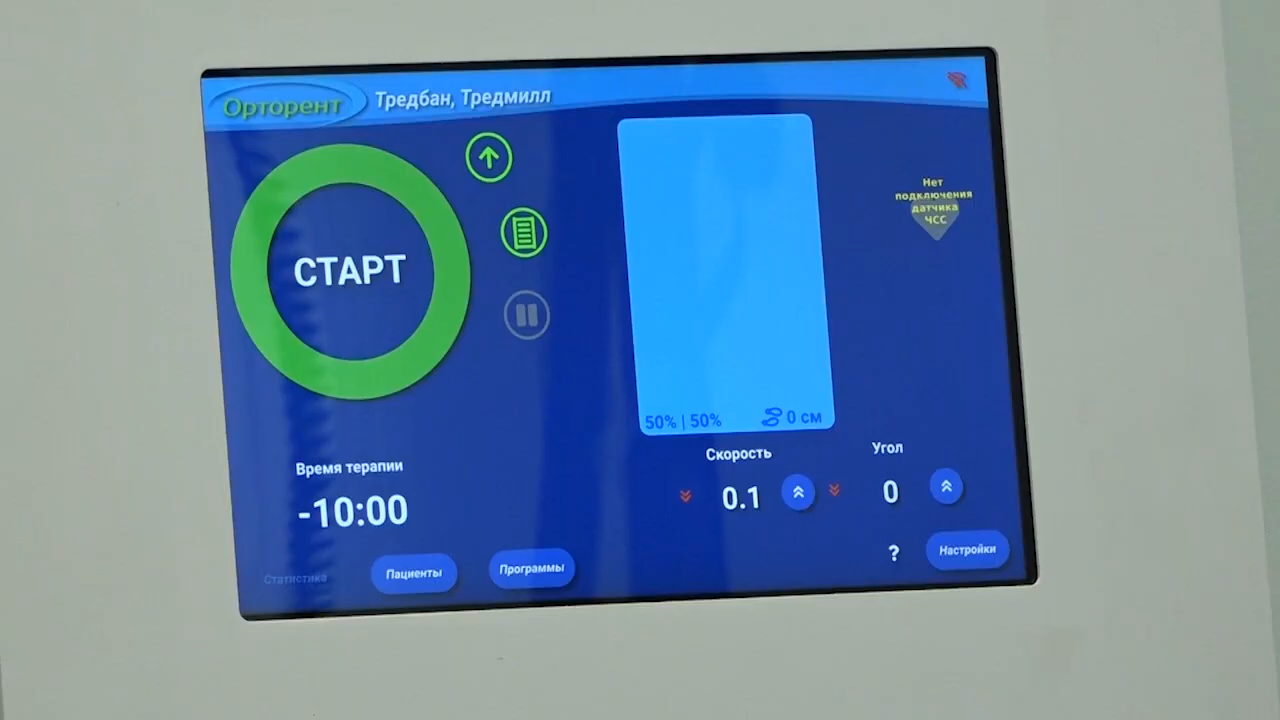 Орторент
Тредбан, Тредмилл
СТАРТ
Нет
подключения
датчика
ЧСС
50% | 50%
0 см
Время терапии
-10:00
Скорость
0.1
Угол
0
Статистика
Пациенты
Программы
?
Настройки